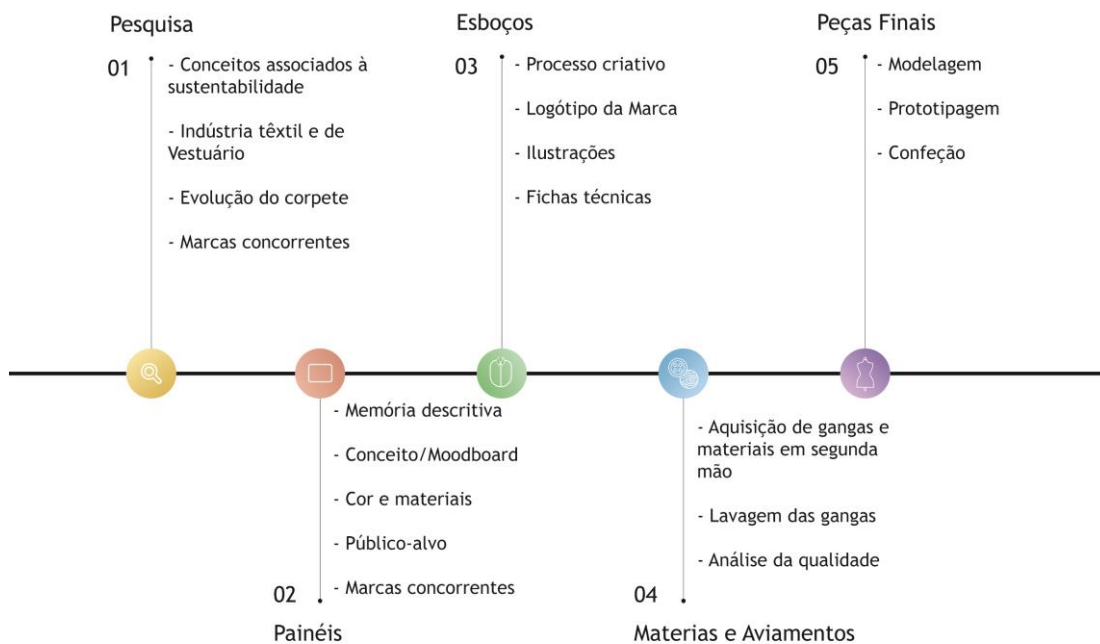 Pesquisa
01
- Conceitos associados à
sustentabilidade
- Indústria têxtil e de
Vestuário
- Evolução do corpete
- Marcas concorrentes
Esboços
03
- Processo criativo
- Logótipo da Marca
- Ilustrações
- Fichas técnicas
Peças Finais
05
- Modelagem
- Prototipagem
- Confeção
- Memória descritiva
- Conceito/Moodboard
- Cor e materiais
- Público-alvo
- Marcas concorrentes
02
Painéis
- Aquisição de gangas e
materiais em segunda
mão
- Lavagem das gangas
- Análise da qualidade
04
Materias e Aviamentos